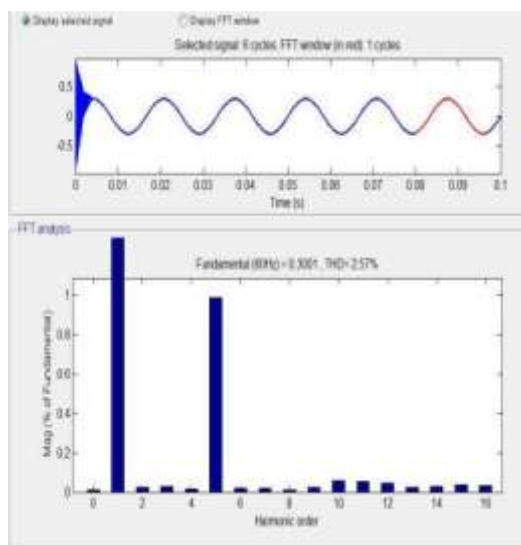 Display selected signal Display FFT window
Selected signal: 6 cycles. FFT window (in red): 1 cycles
0.5
0
-0.5
0 0.01 0.02 0.03 0.04 0.05 0.06 0.07 0.08 0.09 0.1
Time (s)
FFT analysis
Fundamental (60Hz) = 0.3001 , THD= 2.57%
1
0.8
0.6
0.4
0.2
0
Mag (% of Fundamental)
0 2 4 6 8 10 12 14 16
Harmonic order